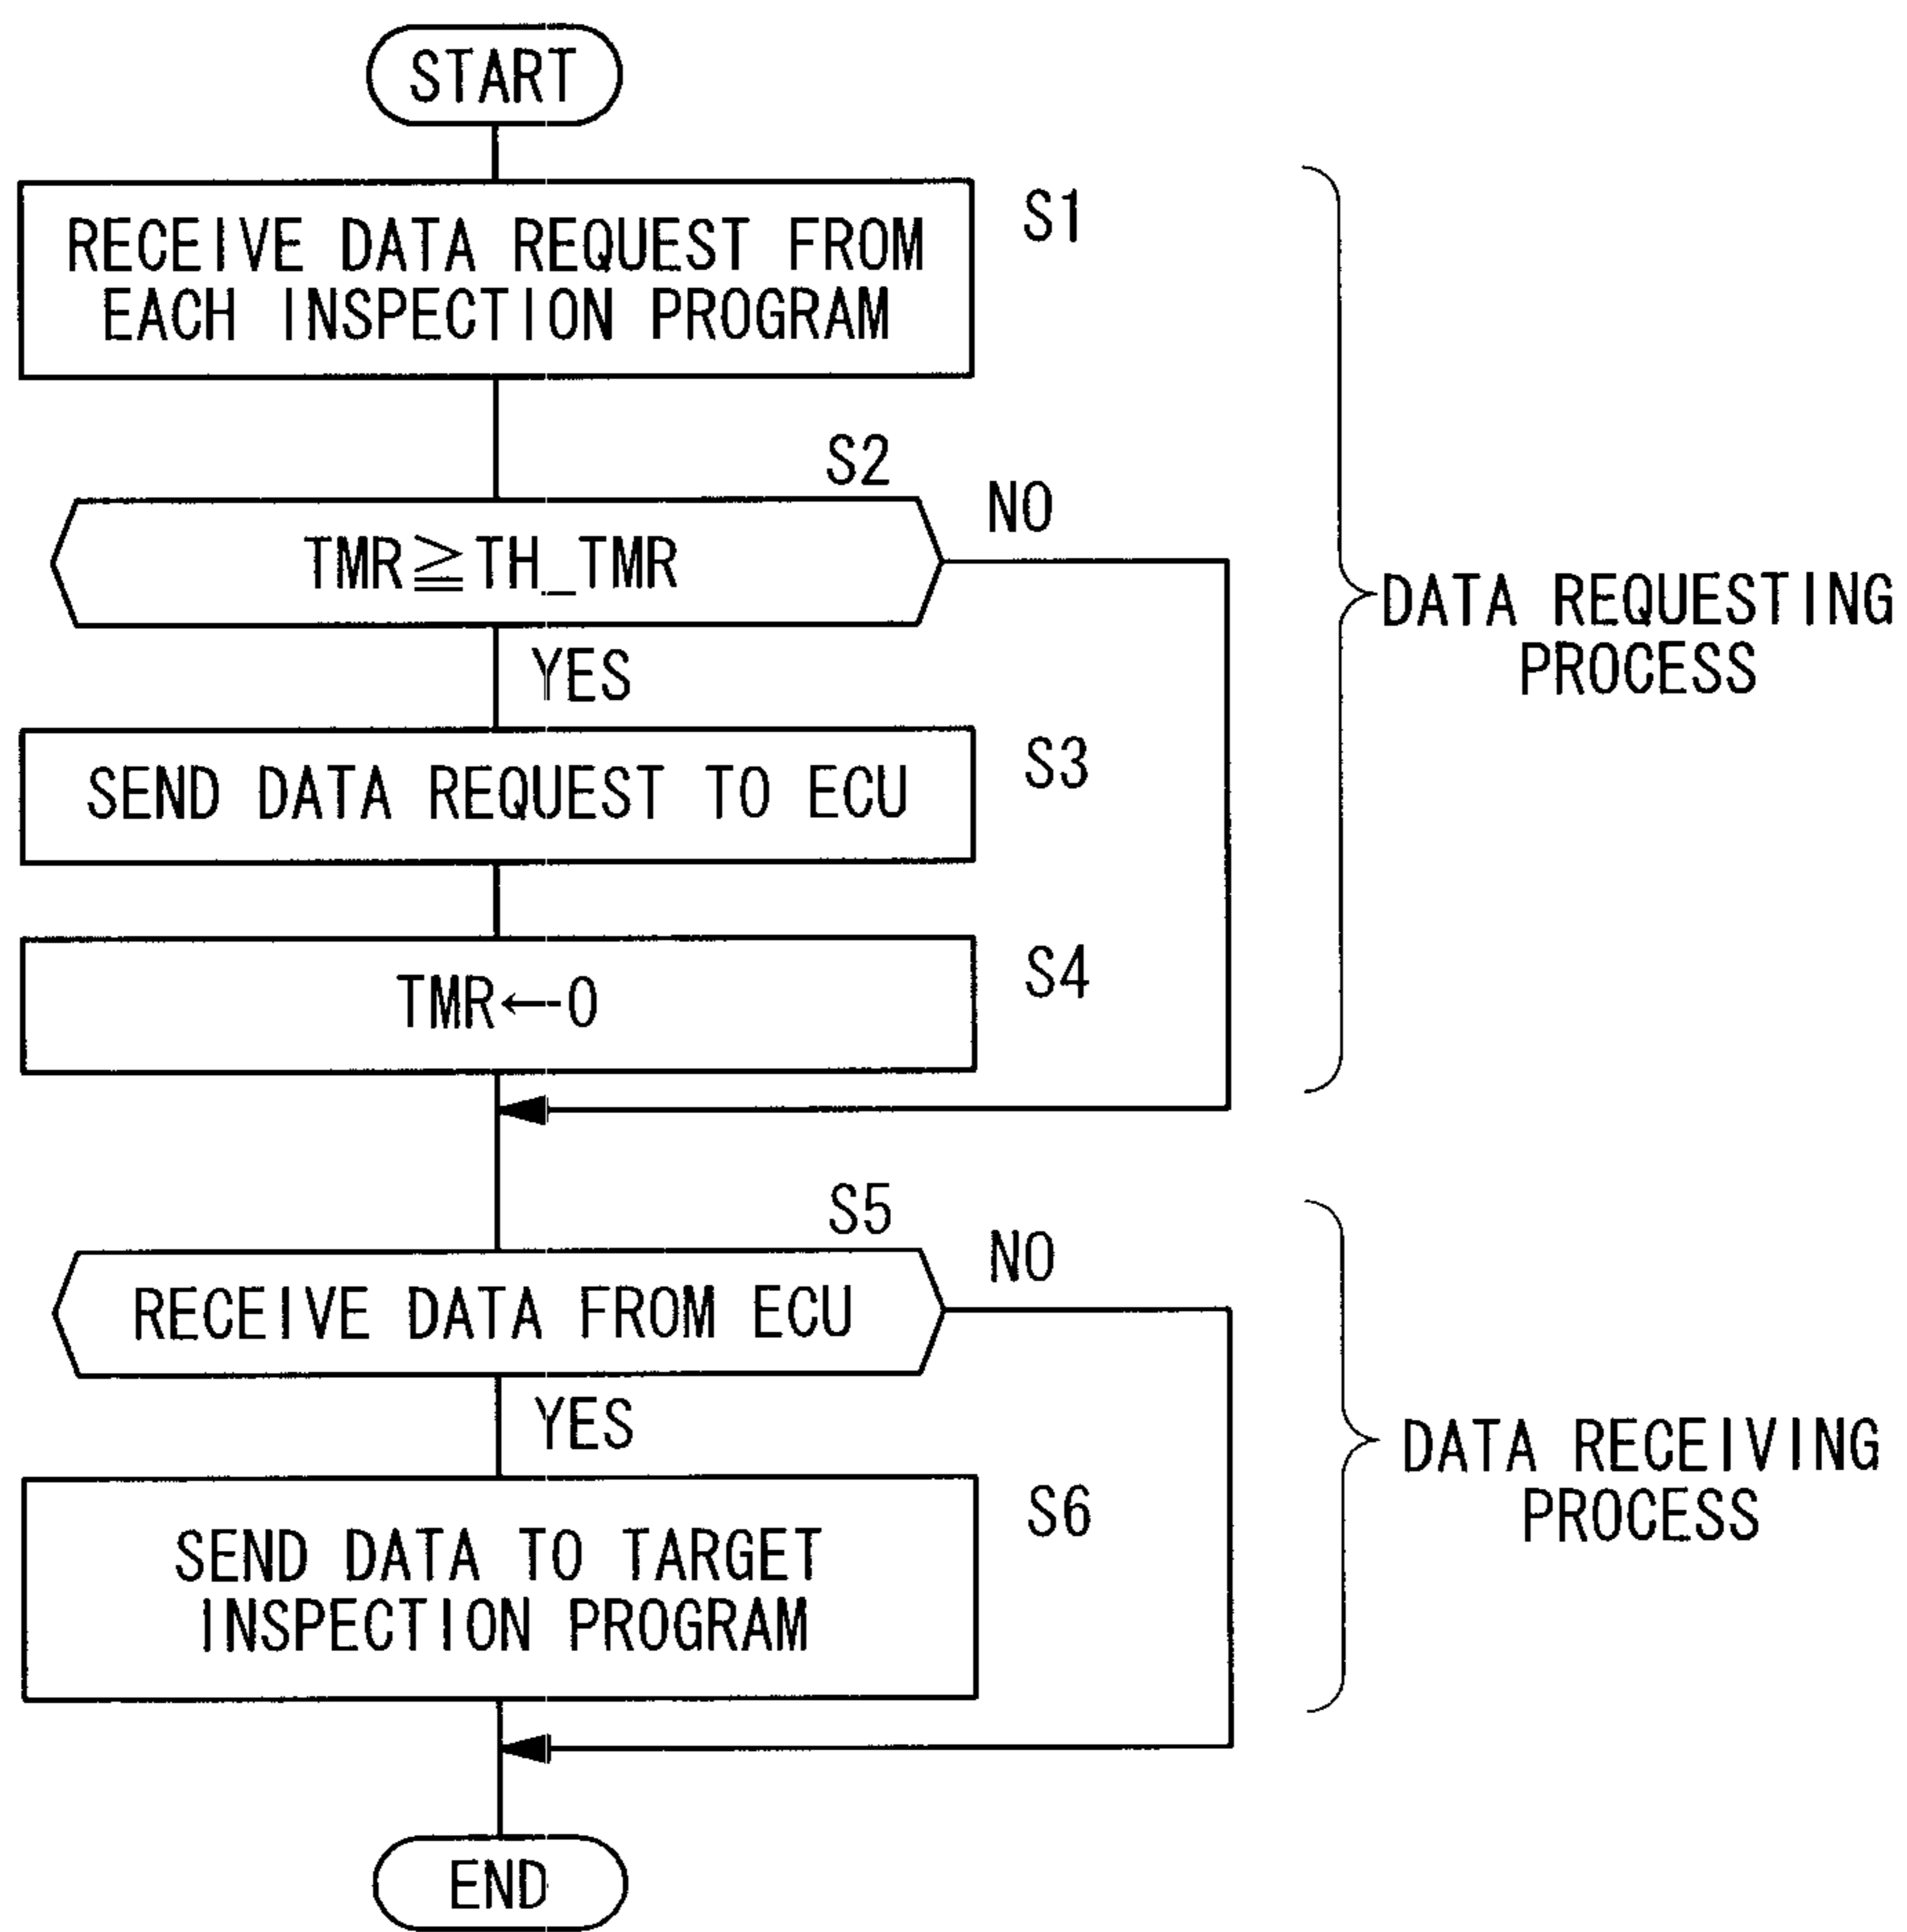 START
RECEIVE DATA REQUEST FROM
EACH INSPECTION PROGRAM
S1
S2
TMR≧TH_TMR
NO
YES
SEND DATA REQUEST TO ECU
S3
TMR←0
S4
DATA REQUESTING
PROCESS
S5
RECEIVE DATA FROM ECU
NO
YES
SEND DATA TO TARGET
INSPECTION PROGRAM
S6
DATA RECEIVING
PROCESS
END